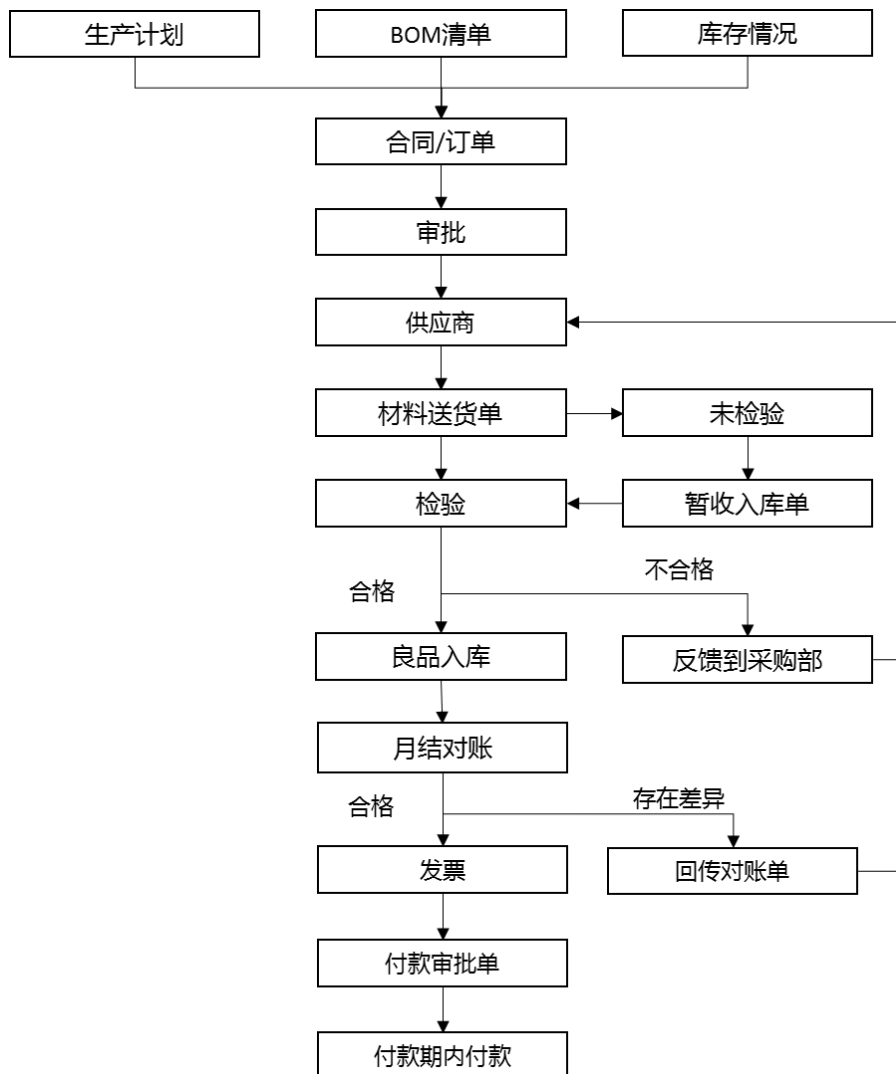 生产计划
BOM清单
库存情况
合同/订单
审批
供应商
材料送货单
未检验
检验
暂收入库单
合格
不合格
良品入库
反馈到采购部
月结对账
合格
存在差异
发票
回传对账单
付款审批单
付款期内付款